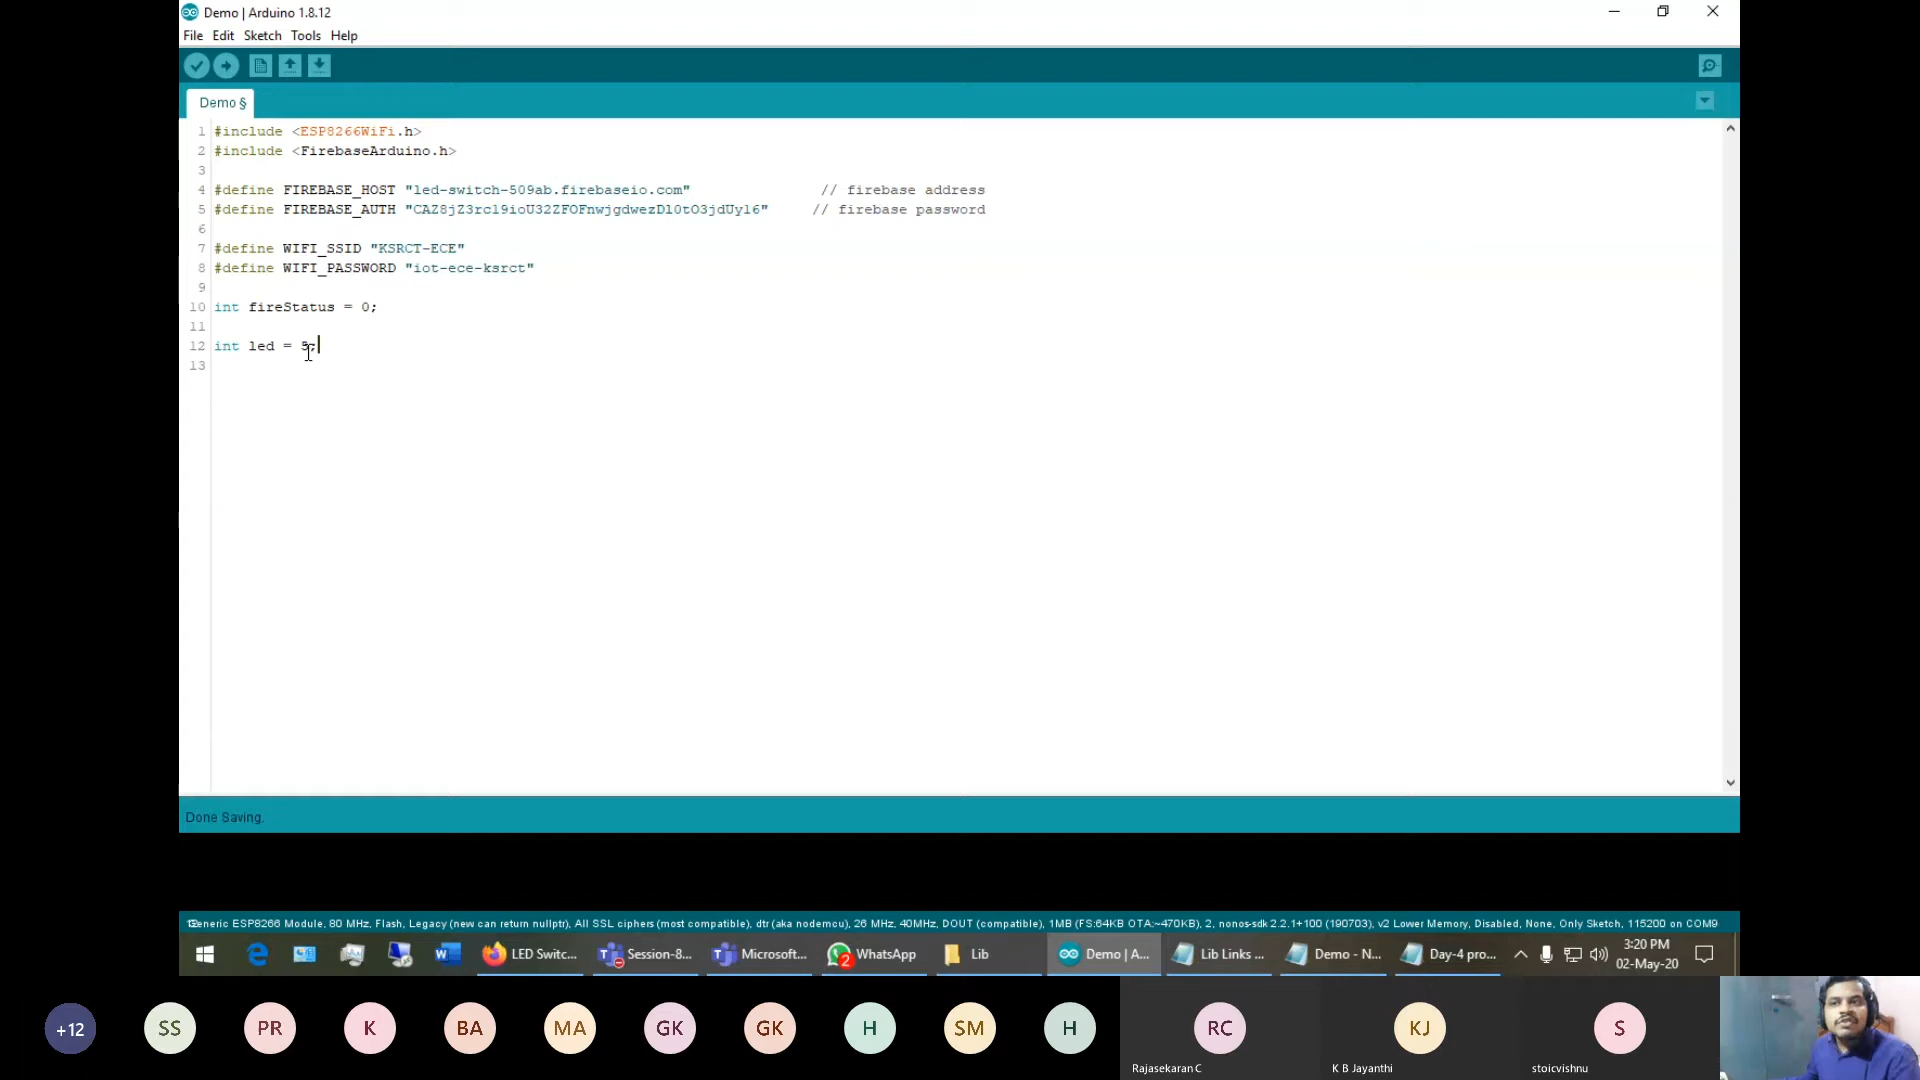 Demo | Arduino 1.8.12
File Edit Sketch Tools Help
Demo §
1 #include <ESP8266WiFi.h>
2 #include <FirebaseArduino.h>
3
4 #define FIREBASE_HOST "led-switch-509ab.firebaseio.com" // firebase address
5 #define FIREBASE_AUTH "CAZ8jZ3rcl9ioU32ZFOFnwjgdwezDl0tO3jdUyl6" // firebase password
6
7 #define WIFI_SSID "KSRCT-ECE"
8 #define WIFI_PASSWORD "iot-ece-ksrct"
9
10 int fireStatus = 0;
11
12 int led = 5;
13
Done Saving.
Generic ESP8266 Module, 80 MHz, Flash, Legacy (new can return nullptr), All SSL ciphers (most compatible), dtr (aka nodemcu), 26 MHz, 40MHz, DOUT (compatible), 1MB (FS:64KB OTA:~470KB), 2, nonos-sdk 2.2.1+100 (190703), v2 Lower Memory, Disabled, None, Only Sketch, 115200 on COM9
LED Switc... Session-8... Microsoft... 2 WhatsApp Lib Demo | A... Lib Links ... Demo - N... Day-4 pro... 3:20 PM
02-May-20
+12 SS PR K BA MA GK GK H SM H RC KJ S
Rajasekaran C K B Jayanthi stoicvishnu